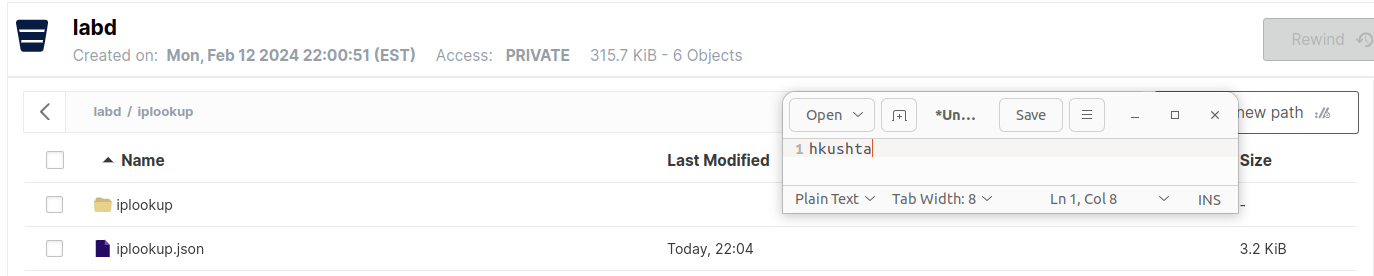 labd
Created on: Mon, Feb 12 2024 22:00:51 (EST) Access: PRIVATE 315.7 KiB - 6 Objects
Rewind
labd / iplookup
new path
Open *Un... Save
1 hkushta
Plain Text Tab Width: 8 Ln 1, Col 8 INS
Name Last Modified Size
iplookup -
iplookup.json Today, 22:04 3.2 KiB